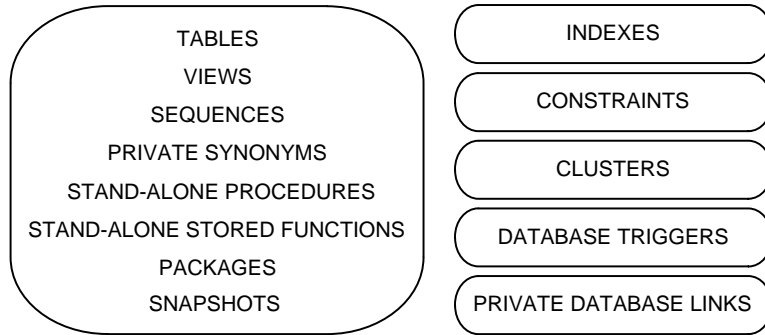 TABLES
VIEWS
SEQUENCES
PRIVATE SYNONYMS
STAND-ALONE PROCEDURES
STAND-ALONE STORED FUNCTIONS
PACKAGES
SNAPSHOTS
INDEXES
CONSTRAINTS
CLUSTERS
DATABASE TRIGGERS
PRIVATE DATABASE LINKS